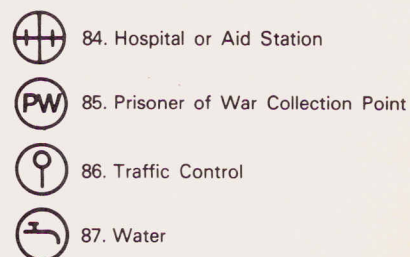 84. Hospital or Aid Station
PW 85. Prisoner of War Collection Point
86. Traffic Control
87. Water